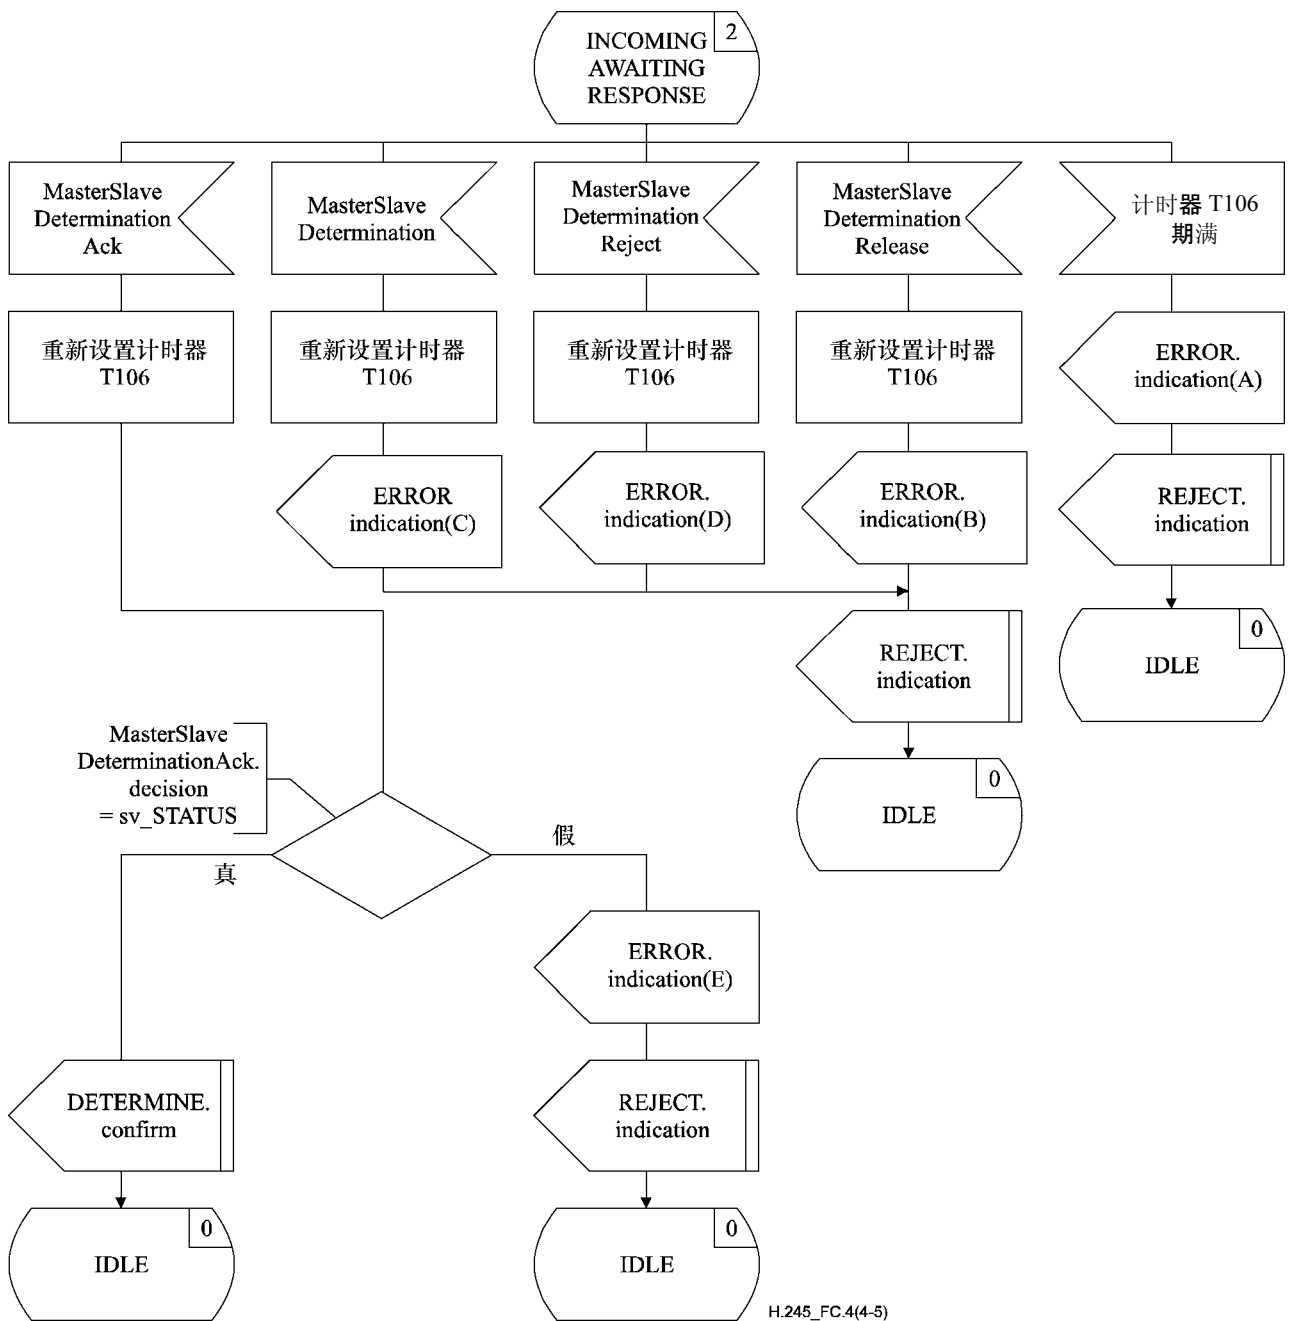 INCOMING
AWAITING
RESPONSE
2
MasterSlave
Determination
Ack
MasterSlave
Determination
MasterSlave
Determination
Reject
MasterSlave
Determination
Release
计时器 T106
期满
重新设置计时器
T106
重新设置计时器
T106
重新设置计时器
T106
重新设置计时器
T106
ERROR.
indication(A)
ERROR
indication(C)
ERROR.
indication(D)
ERROR.
indication(B)
REJECT.
indication
REJECT.
indication
0
IDLE
0
IDLE
MasterSlave
DeterminationAck.
decision
= sv_STATUS
真
假
ERROR.
indication(E)
DETERMINE.
confirm
REJECT.
indication
0
IDLE
0
IDLE
H.245_FC.4(4-5)